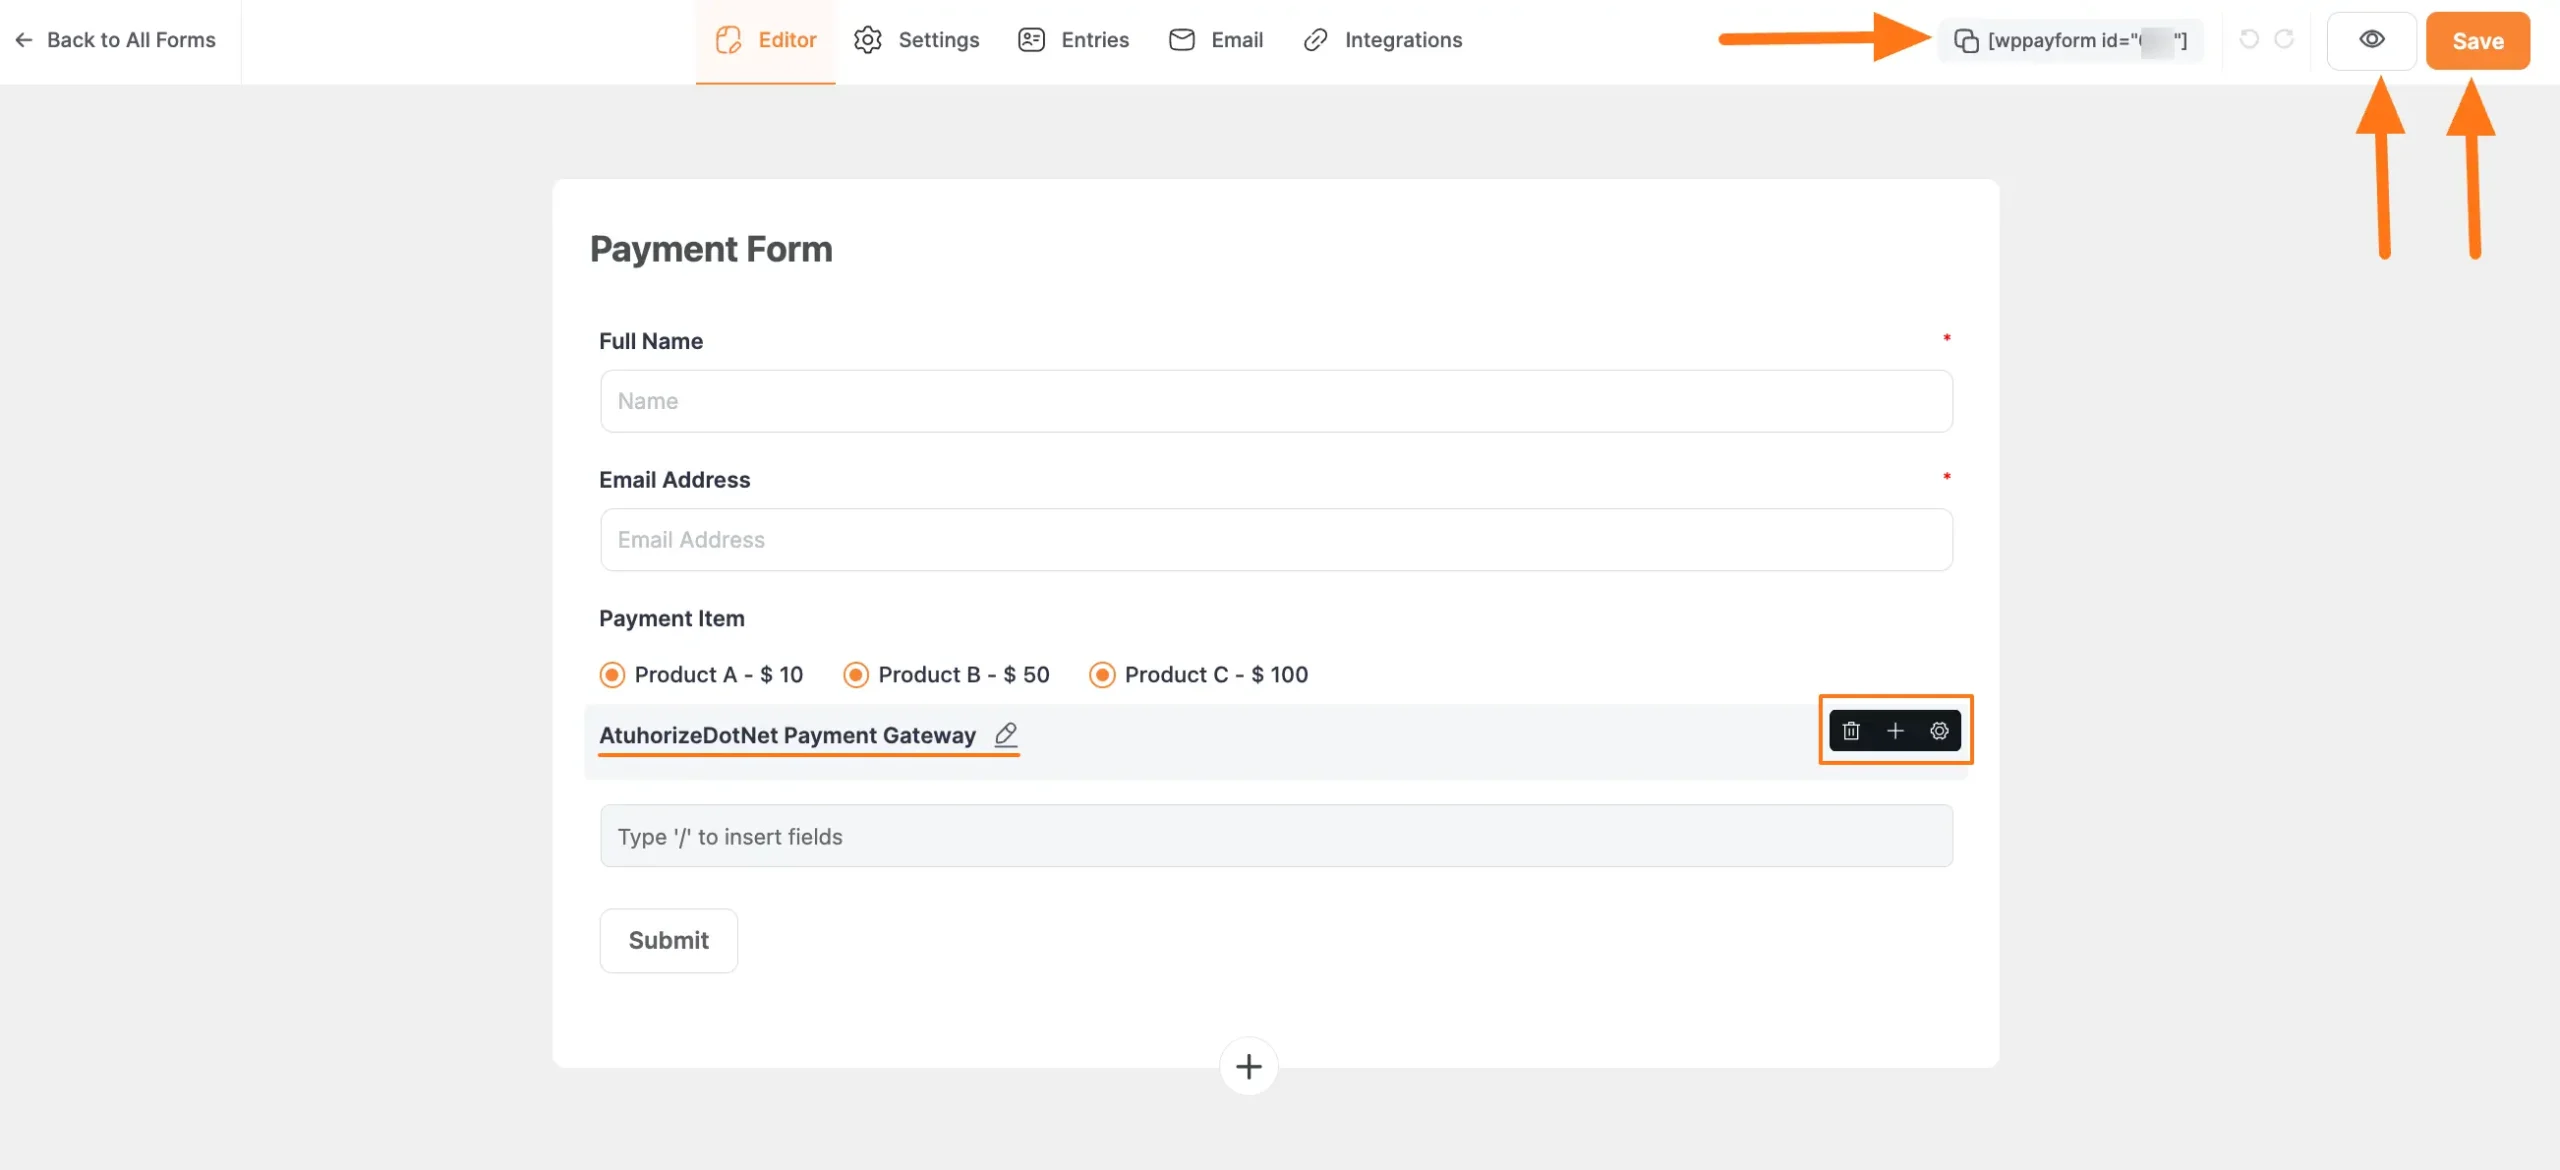 Back to All Forms
Editor
Settings
Entries
Email
Integrations
[wppayform id=" "]
Save
Payment Form
Full Name *
Name
Email Address *
Email Address
Payment Item
Product A - $ 10
Product B - $ 50
Product C - $ 100
AtuhorizeDotNet Payment Gateway
Type '/' to insert fields
Submit